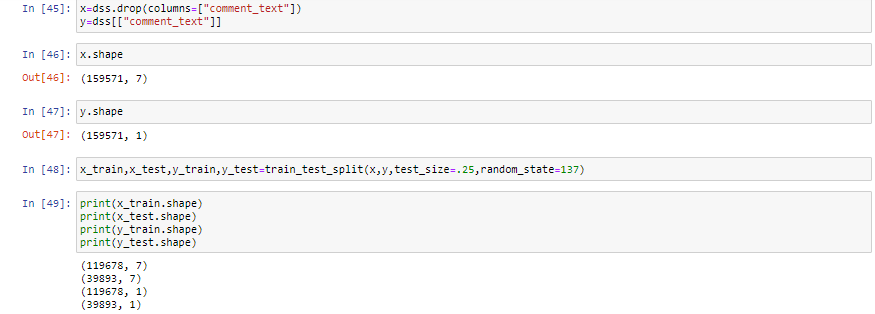 In [45]: x=dss.drop(columns=["comment_text"])
y=dss[["comment_text"]]
In [46]: x.shape
Out[46]: (159571, 7)
In [47]: y.shape
Out[47]: (159571, 1)
In [48]: x_train,x_test,y_train,y_test=train_test_split(x,y,test_size=.25,random_state=137)
In [49]: print(x_train.shape)
print(x_test.shape)
print(y_train.shape)
print(y_test.shape)
(119678, 7)
(39893, 7)
(119678, 1)
(39893, 1)